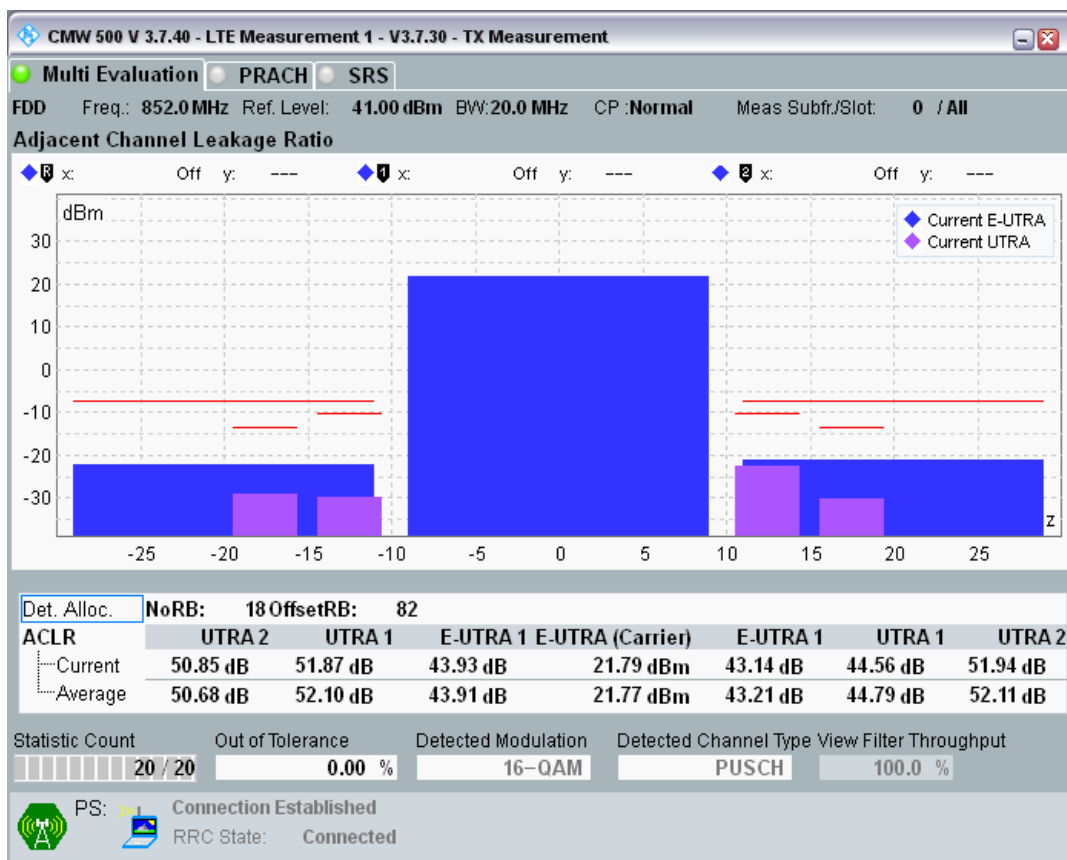 CMW 500 V 3.7.40 - LTE Measurement 1 - V3.7.30 - TX Measurement
Multi Evaluation PRACH SRS
FDD Freq.: 852.0 MHz Ref. Level: 41.00 dBm BW:20.0 MHz CP :Normal Meas Subfr./Slot: 0 / All
Adjacent Channel Leakage Ratio
R x: Off y: --- 1 x: Off y: --- 2 x: Off y: ---
dBm
Current E-UTRA
Current UTRA
30
20
10
0
-10
-20
-30
z
-25 -20 -15 -10 -5 0 5 10 15 20 25
Det. Alloc. NoRB: 18 OffsetRB: 82
ACLR UTRA 2 UTRA 1 E-UTRA 1 E-UTRA (Carrier) E-UTRA 1 UTRA 1 UTRA 2
Current 50.85 dB 51.87 dB 43.93 dB 21.79 dBm 43.14 dB 44.56 dB 51.94 dB
Average 50.68 dB 52.10 dB 43.91 dB 21.77 dBm 43.21 dB 44.79 dB 52.11 dB
Statistic Count Out of Tolerance Detected Modulation Detected Channel Type View Filter Throughput
20 / 20 0.00 % 16-QAM PUSCH 100.0 %
PS: Connection Established
RRC State: Connected